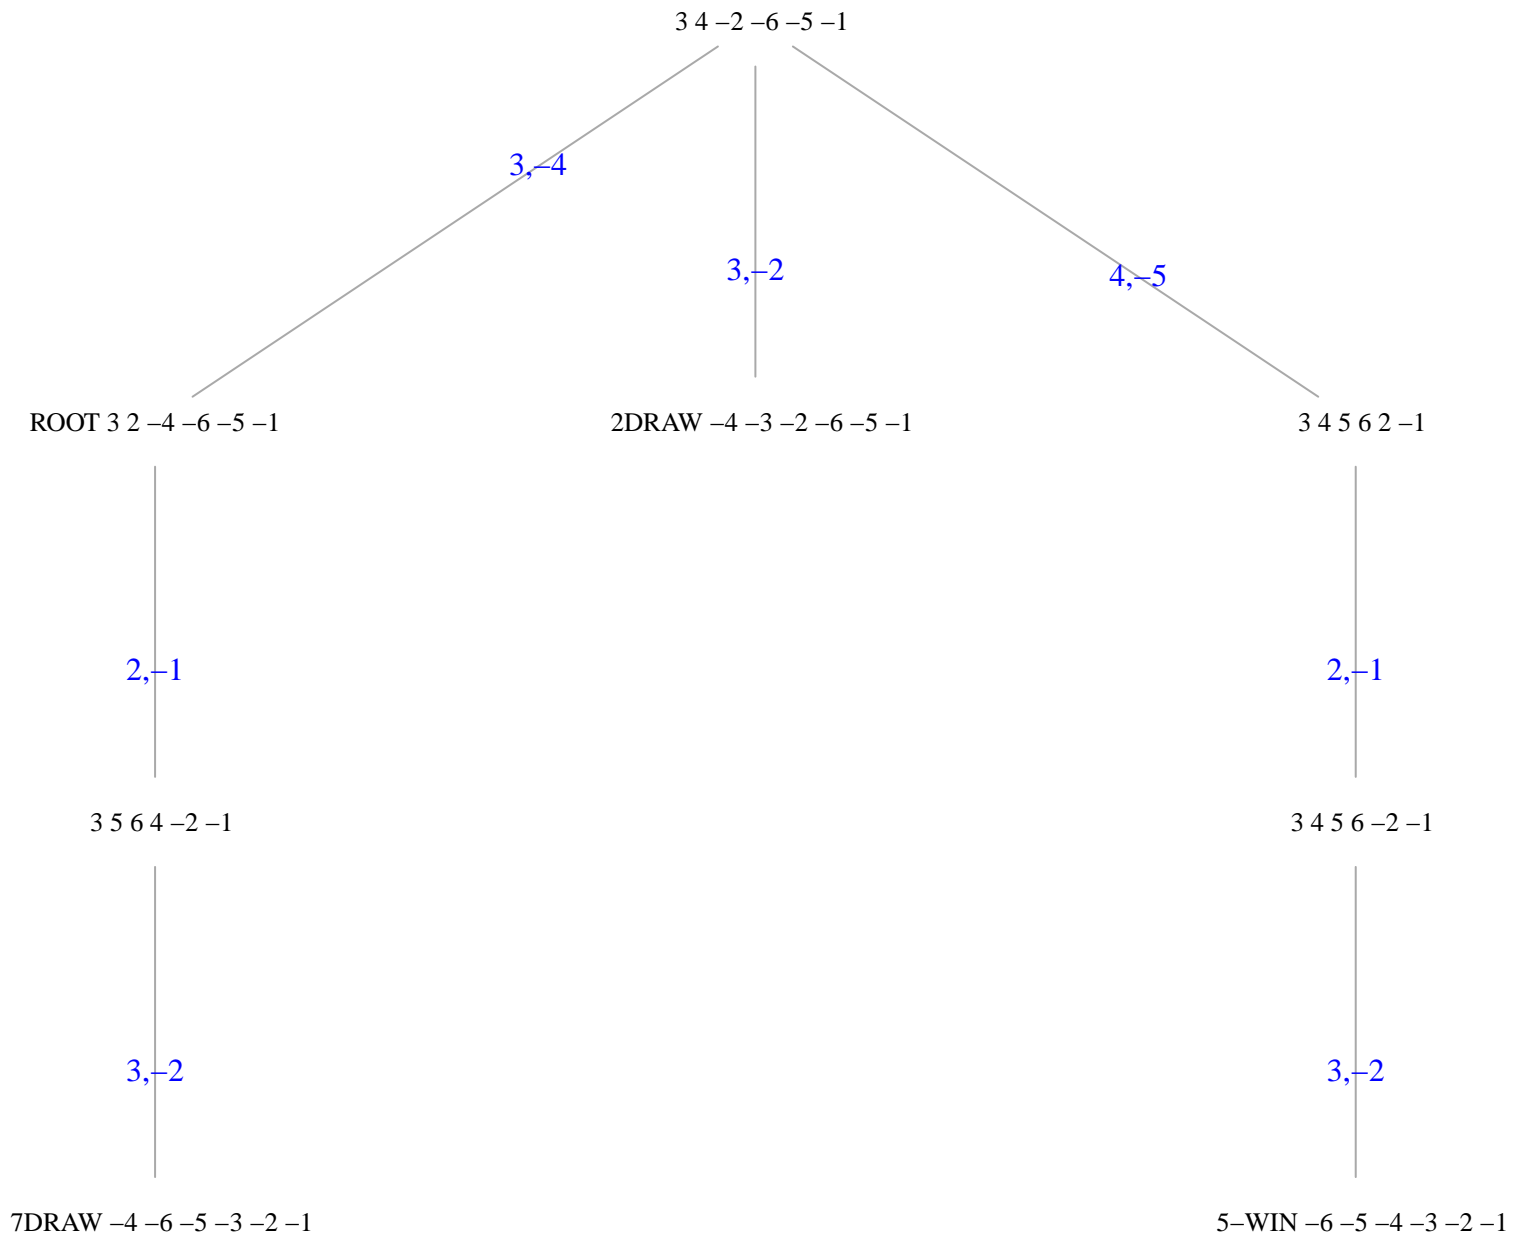 3 4 –2 –6 –5 –1
3,–4
3,–2
4,–5
ROOT 3 2 –4 –6 –5 –1
2DRAW –4 –3 –2 –6 –5 –1
3 4 5 6 2 –1
2,–1
2,–1
3 5 6 4 –2 –1
3 4 5 6 –2 –1
3,–2
3,–2
7DRAW –4 –6 –5 –3 –2 –1
5–WIN –6 –5 –4 –3 –2 –1